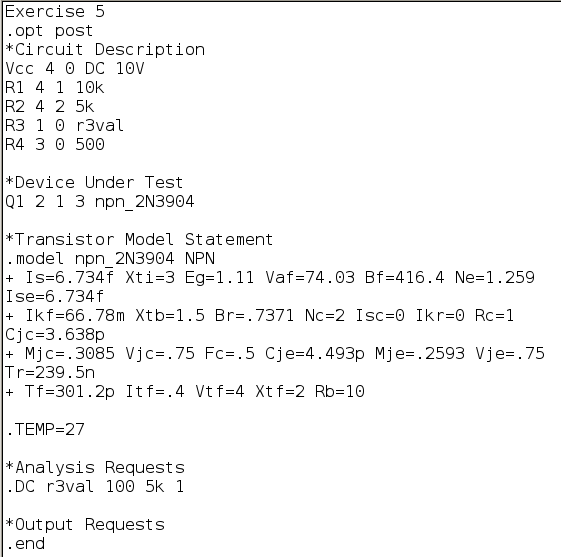 Exercise 5
.opt post
*Circuit Description
Vcc 4 0 DC 10V
R1 4 1 10k
R2 4 2 5k
R3 1 0 r3val
R4 3 0 500
*Device Under Test
Q1 2 1 3 npn_2N3904
*Transistor Model Statement
.model npn_2N3904 NPN
+ Is=6.734f Xti=3 Eg=1.11 Vaf=74.03 Bf=416.4 Ne=1.259
Ise=6.734f
+ Ikf=66.78m Xtb=1.5 Br=.7371 Nc=2 Isc=0 Ikr=0 Rc=1
Cjc=3.638p
+ Mjc=.3085 Vjc=.75 Fc=.5 Cje=4.493p Mje=.2593 Vje=.75
Tr=239.5n
+ Tf=301.2p Itf=.4 Vtf=4 Xtf=2 Rb=10
.TEMP=27
*Analysis Requests
.DC r3val 100 5k 1
*Output Requests
.end